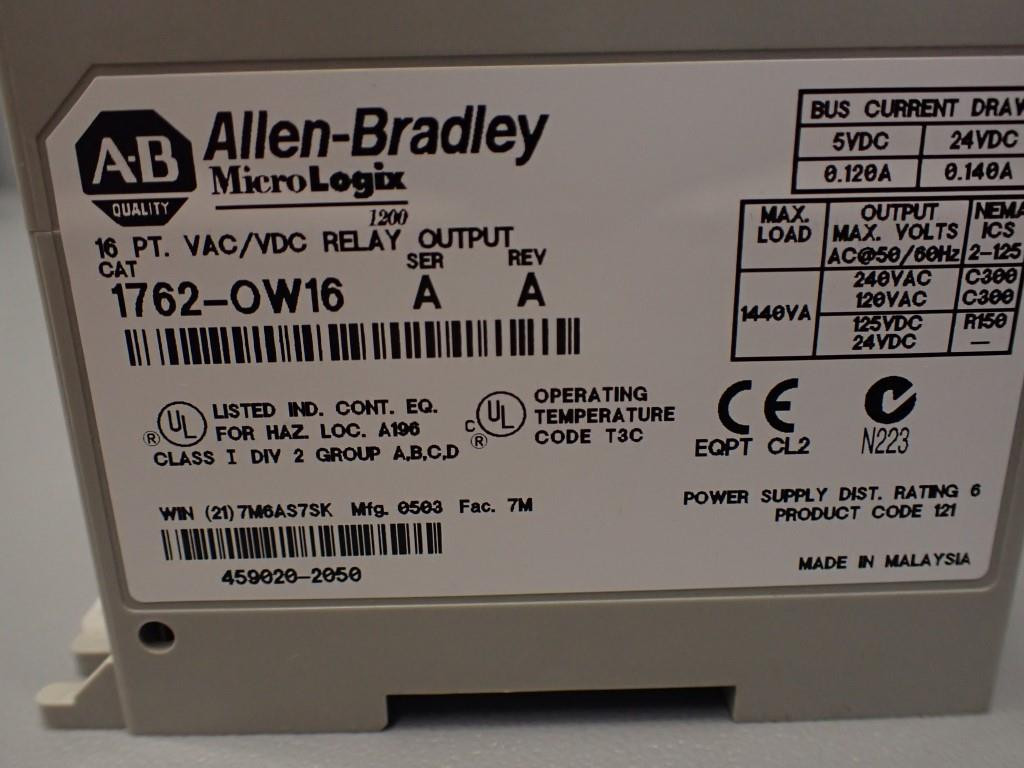 A-B
QUALITY
Allen-Bradley
MicroLogix
1200
16 PT. VAC/VDC RELAY OUTPUT
CAT SER REV
1762-OW16 A A
BUS CURRENT DRAW
5VDC 24VDC
0.120A 0.140A
MAX. LOAD OUTPUT MAX. VOLTS AC@50/60Hz NEMA ICS 2-125
1440VA 240VAC C300
120VAC C300
125VDC R150
24VDC —
UL LISTED IND. CONT. EQ.
® FOR HAZ. LOC. A196
CLASS I DIV 2 GROUP A,B,C,D
c UL ® OPERATING
TEMPERATURE
CODE T3C
CE
EQPT CL2
N223
WIN (21) 7M6AS7SK Mfg. 0503 Fac. 7M
459020-2050
POWER SUPPLY DIST. RATING 6
PRODUCT CODE 121
MADE IN MALAYSIA